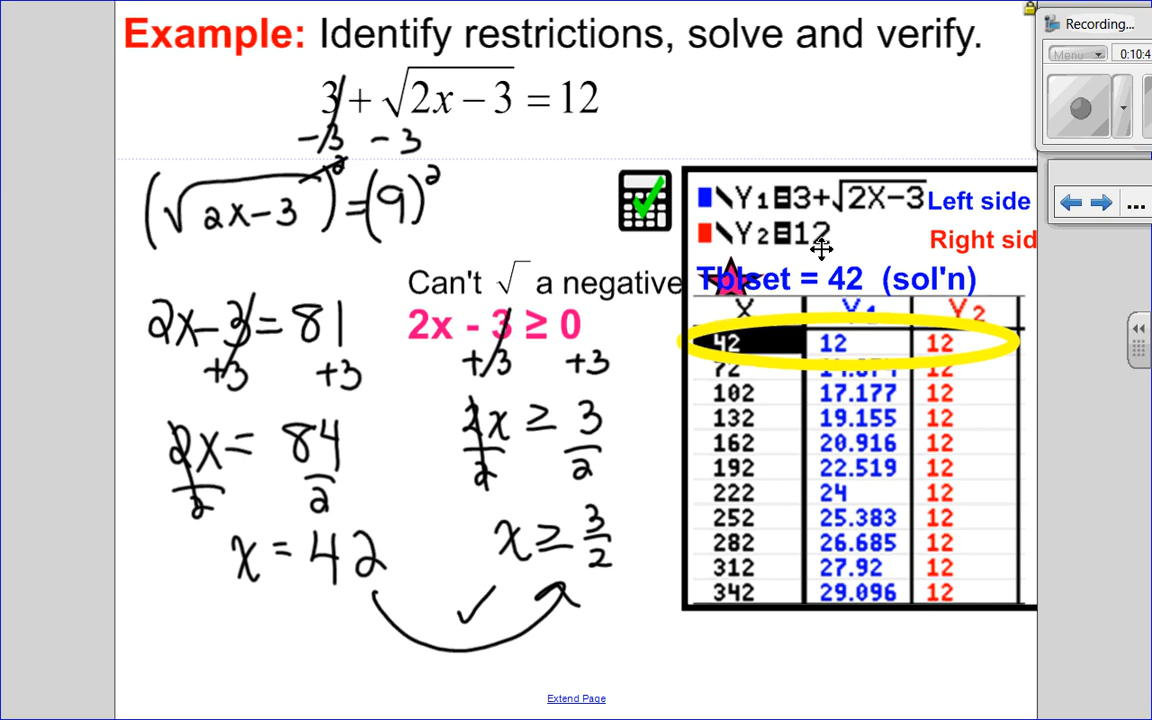 Example: Identify restrictions, solve and verify.
3 + √2x − 3 = 12
−3 − 3
(√2x−3)² = (9)²
2x−3 = 81
+3 +3
2x = 84
2 2
x = 42
Can't √ a negative
2x - 3 ≥ 0
+3 +3
2x ≥ 3
2 2
x ≥ 3/2
\Y1=3+√2X−3 Left side
\Y2=12 Right sid
Tblset = 42 (sol'n)
X Y1 Y2
42 12 12
72 14.874 12
102 17.177 12
132 19.155 12
162 20.916 12
192 22.519 12
222 24 12
252 25.383 12
282 26.685 12
312 27.92 12
342 29.096 12
Extend Page
Recording...
Menu 0:10:4
...